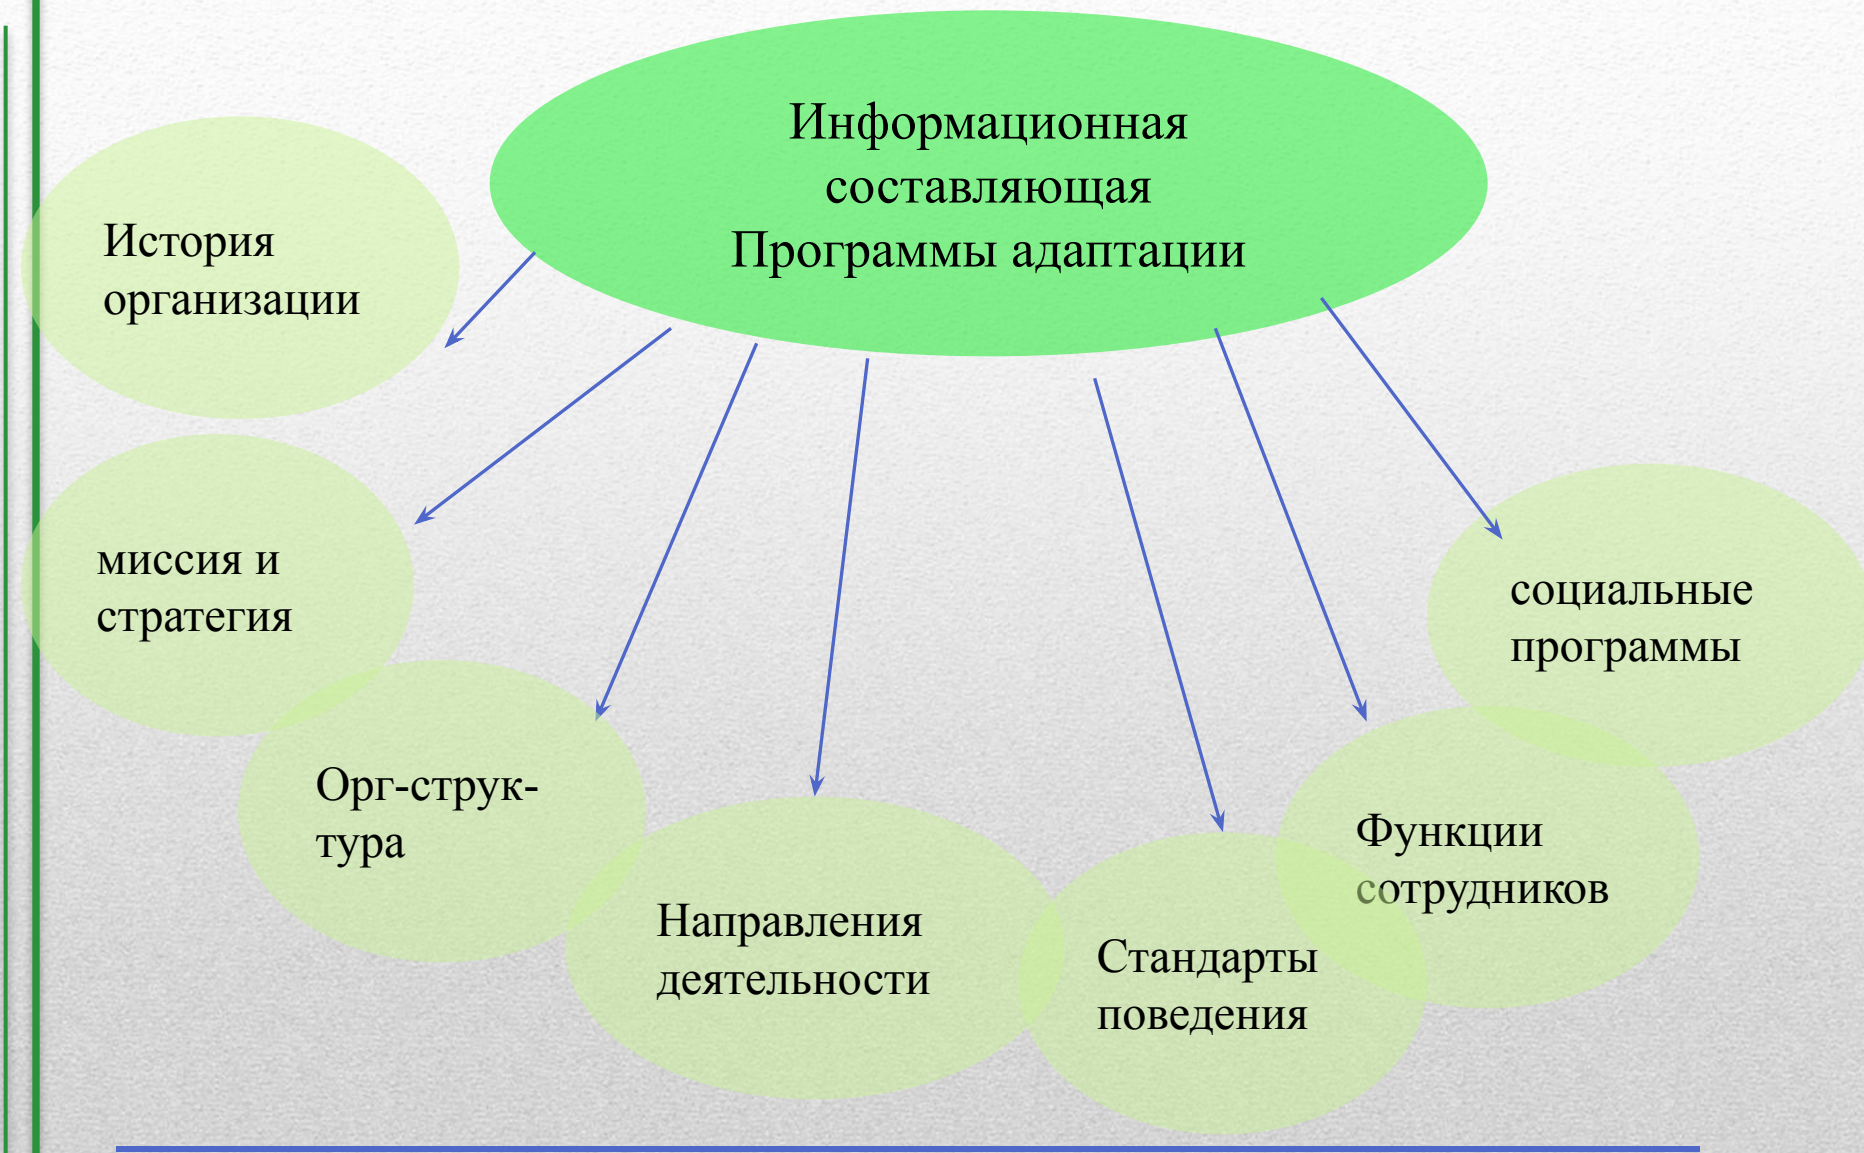 Информационная
составляющая
Программы адаптации
История
организации
миссия и
стратегия
Орг-струк-
тура
Направления
деятельности
Стандарты
поведения
Функции
сотрудников
социальные
программы